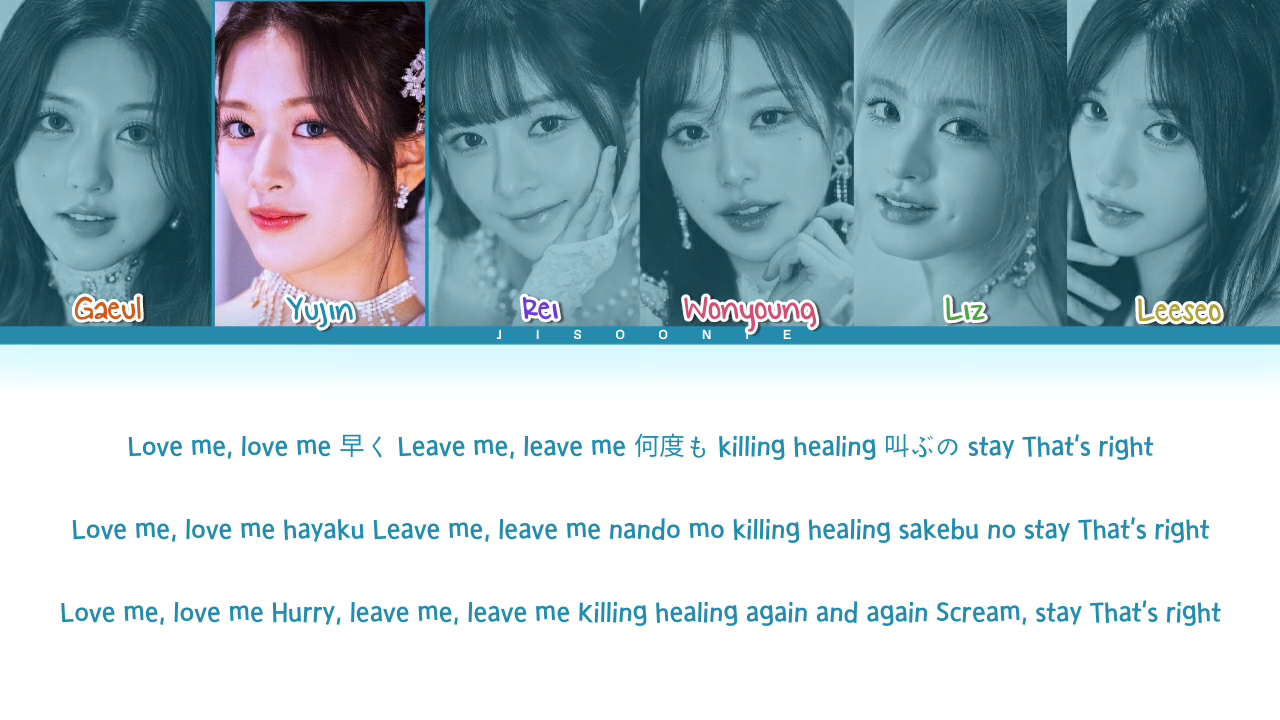 Gaeul Yujin Rei Wonyoung Liz Leeseo
JISOONIE
Love me, love me 早く Leave me, leave me 何度も killing healing 叫ぶの stay That's right
Love me, love me hayaku Leave me, leave me nando mo killing healing sakebu no stay That's right
Love me, love me Hurry, leave me, leave me Killing healing again and again Scream, stay That's right